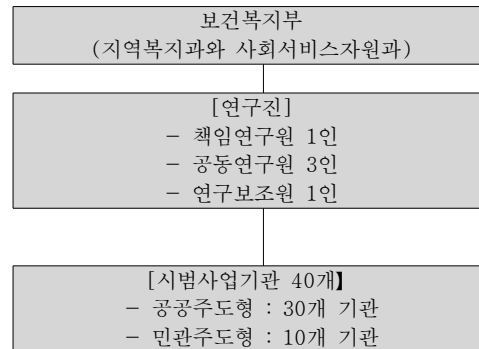 보건복지부
(지역복지과와 사회서비스자원과)
[연구진]
- 책임연구원 1인
- 공동연구원 3인
- 연구보조원 1인
[시범사업기관 40개】
- 공공주도형 : 30개 기관
- 민관주도형 : 10개 기관